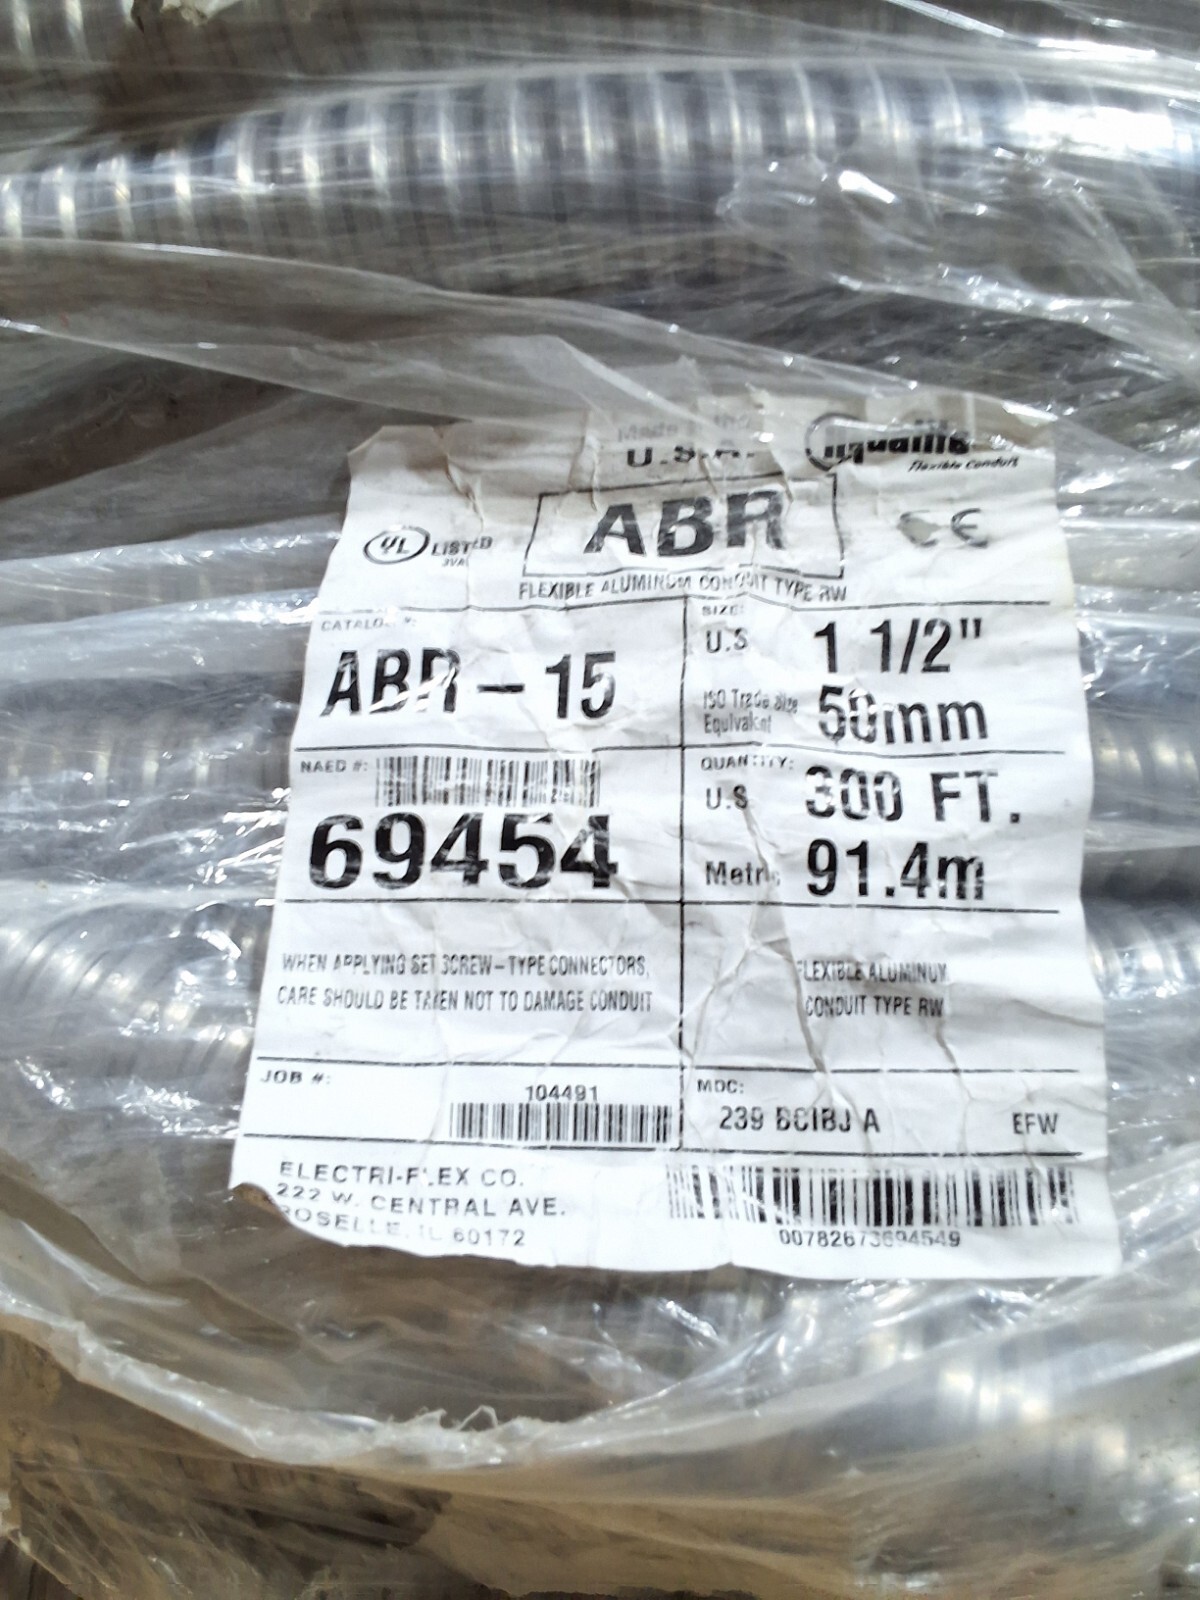 U.S.A.
Liquatite
Flexible Conduit
UL LISTED
ABR
CE
FLEXIBLE ALUMINUM CONDUIT TYPE RW
CATALOG #:
ABR-15
SIZE:
U.S 1 1/2"
ISO Trade Size
Equivalent 50mm
NAED #:
69454
QUANTITY:
U.S 300 FT.
Metric 91.4m
WHEN APPLYING SET SCREW-TYPE CONNECTORS,
CARE SHOULD BE TAKEN NOT TO DAMAGE CONDUIT
FLEXIBLE ALUMINUM
CONDUIT TYPE RW
JOB #:
104491
MDC:
239 BCIBJ A EFW
ELECTRI-FLEX CO.
222 W. CENTRAL AVE.
ROSELLE, IL 60172
00782673694549